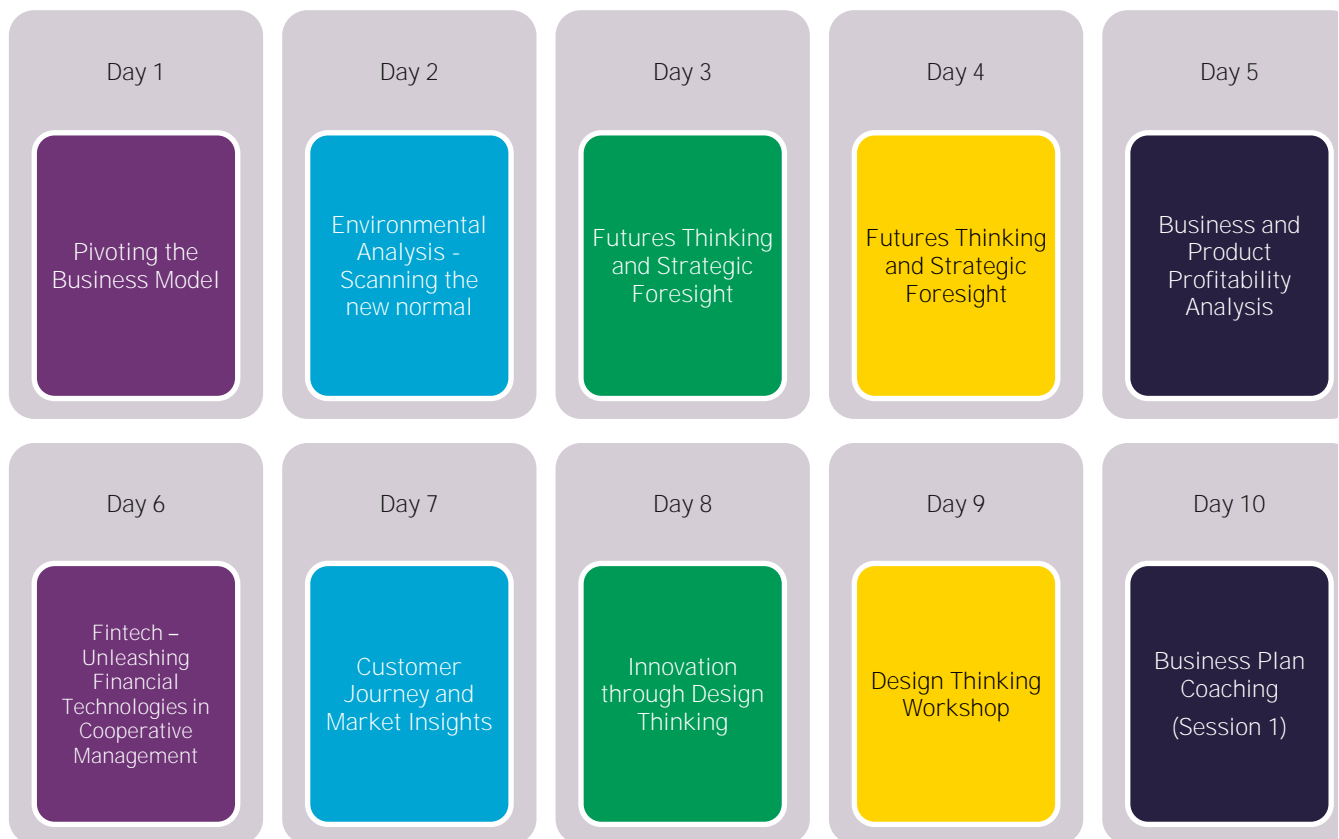 Day 1
Pivoting the
Business Model
Day 2
Environmental
Analysis -
Scanning the
new normal
Day 3
Futures Thinking
and Strategic
Foresight
Day 4
Futures Thinking
and Strategic
Foresight
Day 5
Business and
Product
Profitability
Analysis
Day 6
Fintech –
Unleashing
Financial
Technologies in
Cooperative
Management
Day 7
Customer
Journey and
Market Insights
Day 8
Innovation
through Design
Thinking
Day 9
Design Thinking
Workshop
Day 10
Business Plan
Coaching
(Session 1)